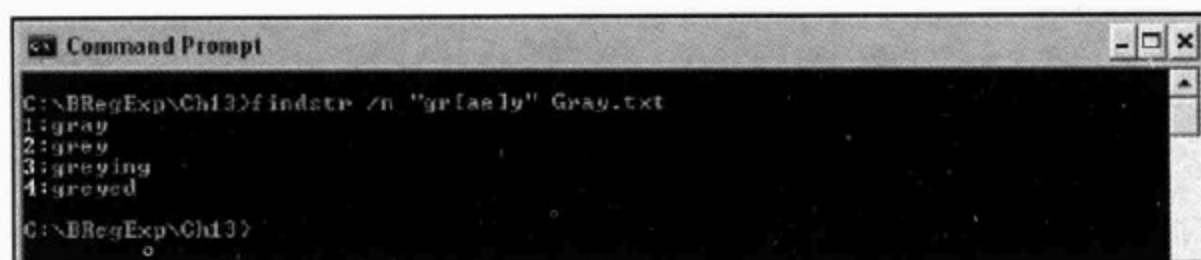 Command Prompt
C:\BRegExp\Ch13>findstr /n "gr[ae]y" Gray.txt
1:gray
2:grey
3:greying
4:greyed
C:\BRegExp\Ch13>